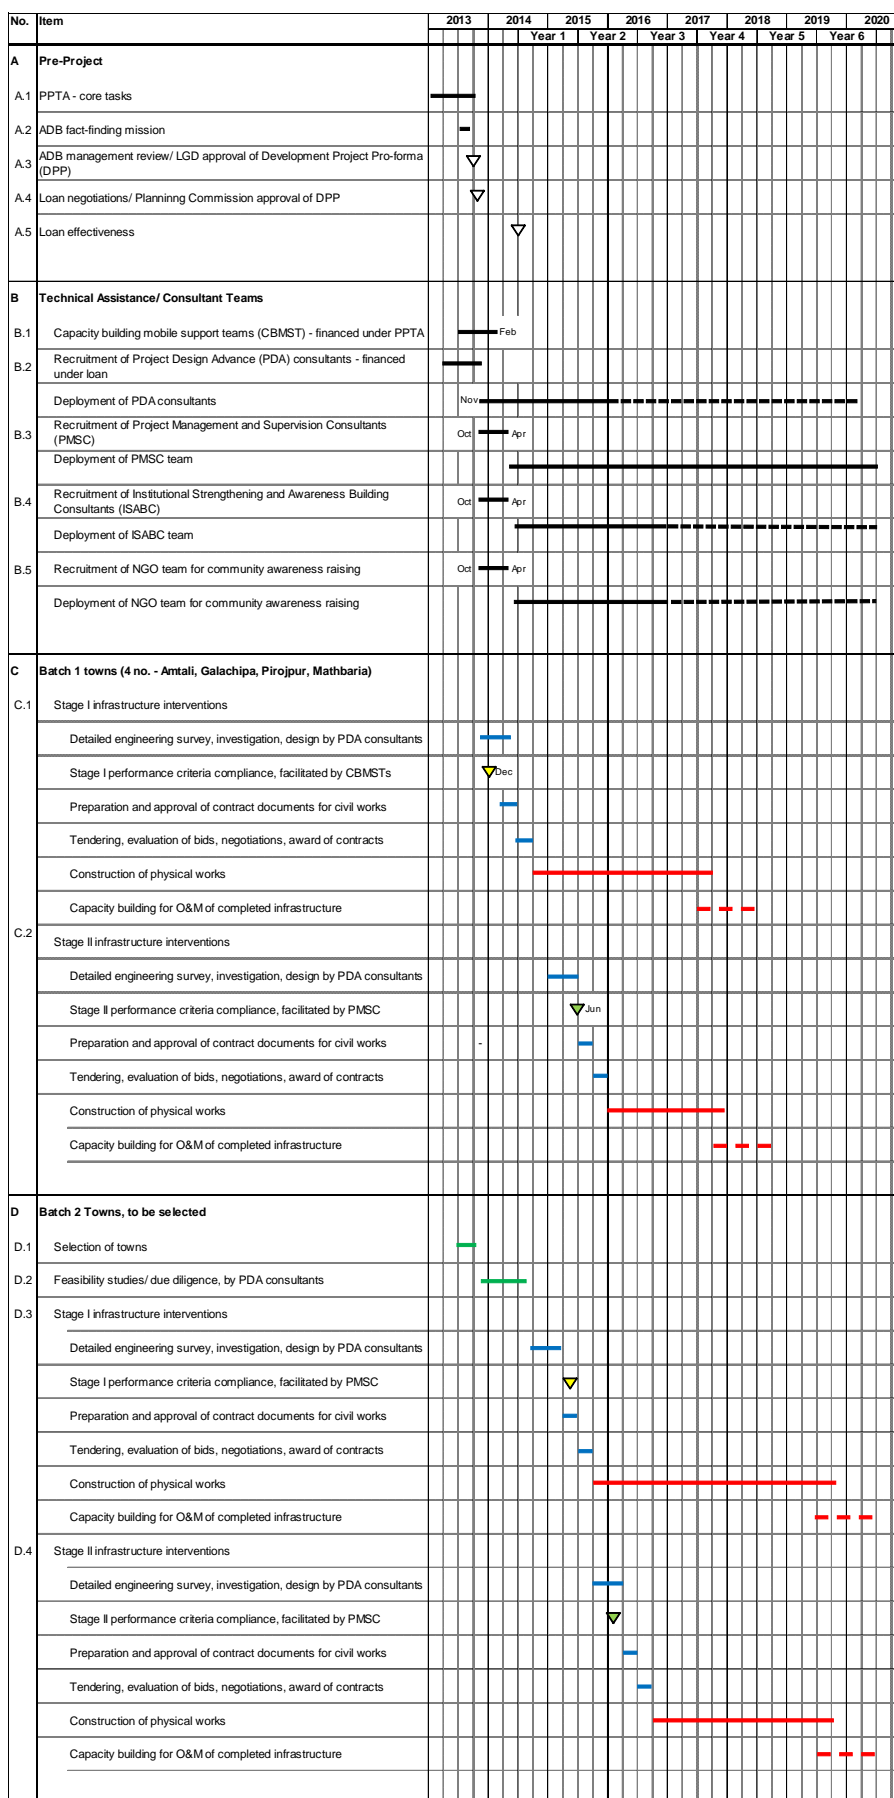 No. Item 2013 2014 2015 2016 2017 2018 2019 2020
Year 1 Year 2 Year 3 Year 4 Year 5 Year 6
A Pre-Project
A.1 PPTA - core tasks
A.2 ADB fact-finding mission
A.3 ADB management review/ LGD approval of Development Project Pro-forma
(DPP)
A.4 Loan negotiations/ Planninng Commission approval of DPP
A.5 Loan effectiveness
B Technical Assistance/ Consultant Teams
B.1 Capacity building mobile support teams (CBMST) - financed under PPTA Feb
B.2 Recruitment of Project Design Advance (PDA) consultants - financed
under loan
Deployment of PDA consultants Nov
B.3 Recruitment of Project Management and Supervision Consultants
(PMSC) Oct Apr
Deployment of PMSC team
B.4 Recruitment of Institutional Strengthening and Awareness Building
Consultants (ISABC) Oct Apr
Deployment of ISABC team
B.5 Recruitment of NGO team for community awareness raising Oct Apr
Deployment of NGO team for community awareness raising
C Batch 1 towns (4 no. - Amtali, Galachipa, Pirojpur, Mathbaria)
C.1 Stage I infrastructure interventions
Detailed engineering survey, investigation, design by PDA consultants
Stage I performance criteria compliance, facilitated by CBMSTs Dec
Preparation and approval of contract documents for civil works
Tendering, evaluation of bids, negotiations, award of contracts
Construction of physical works
Capacity building for O&M of completed infrastructure
C.2 Stage II infrastructure interventions
Detailed engineering survey, investigation, design by PDA consultants
Stage II performance criteria compliance, facilitated by PMSC Jun
Preparation and approval of contract documents for civil works -
Tendering, evaluation of bids, negotiations, award of contracts
Construction of physical works
Capacity building for O&M of completed infrastructure
D Batch 2 Towns, to be selected
D.1 Selection of towns
D.2 Feasibility studies/ due diligence, by PDA consultants
D.3 Stage I infrastructure interventions
Detailed engineering survey, investigation, design by PDA consultants
Stage I performance criteria compliance, facilitated by PMSC
Preparation and approval of contract documents for civil works
Tendering, evaluation of bids, negotiations, award of contracts
Construction of physical works
Capacity building for O&M of completed infrastructure
D.4 Stage II infrastructure interventions
Detailed engineering survey, investigation, design by PDA consultants
Stage II performance criteria compliance, facilitated by PMSC
Preparation and approval of contract documents for civil works
Tendering, evaluation of bids, negotiations, award of contracts
Construction of physical works
Capacity building for O&M of completed infrastructure